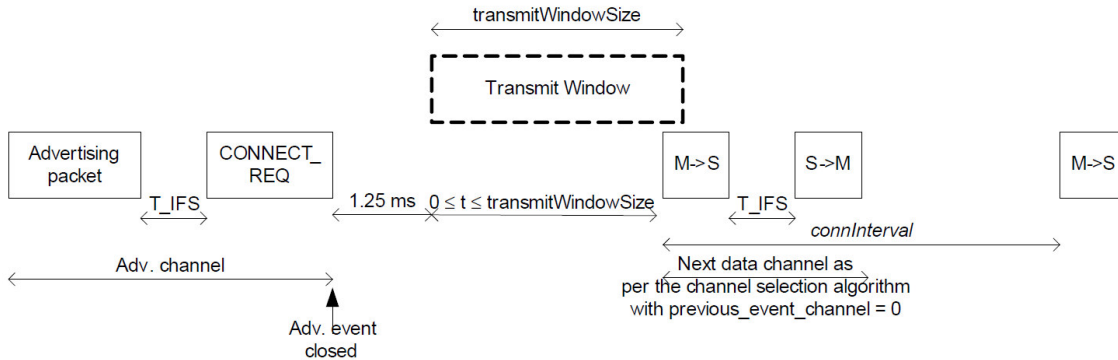 transmitWindowSize
Transmit Window
Advertising
packet
CONNECT_
REQ
M->S
S->M
M->S
T_IFS
1.25 ms
0 ≤ t ≤ transmitWindowSize
T_IFS
connInterval
Adv. channel
Next data channel as
per the channel selection algorithm
with previous_event_channel = 0
Adv. event
closed